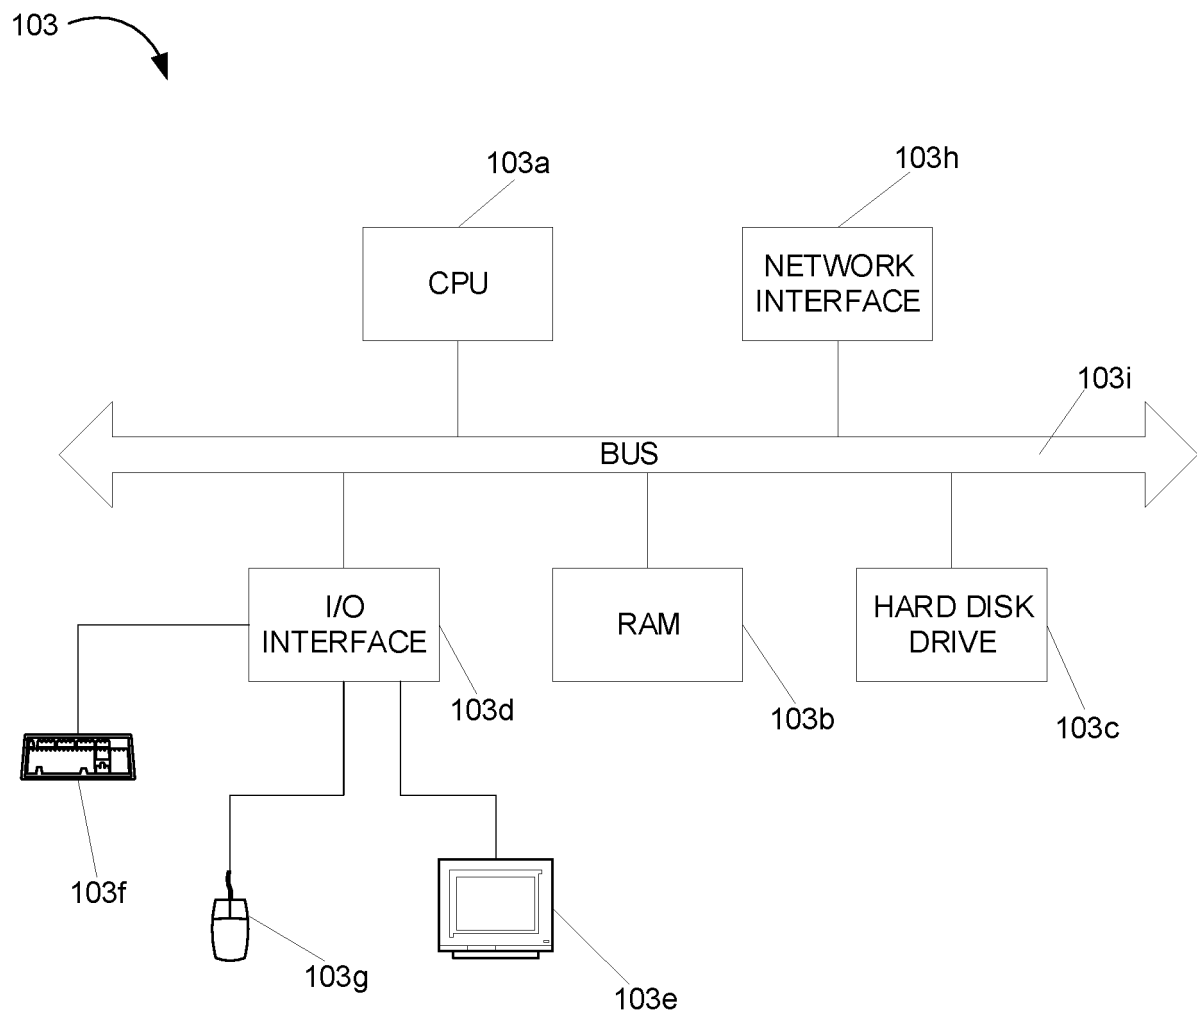 103
103a
103h
CPU
NETWORK
INTERFACE
103i
BUS
I/O
INTERFACE
RAM
HARD DISK
DRIVE
103d
103b
103c
103f
103g
103e